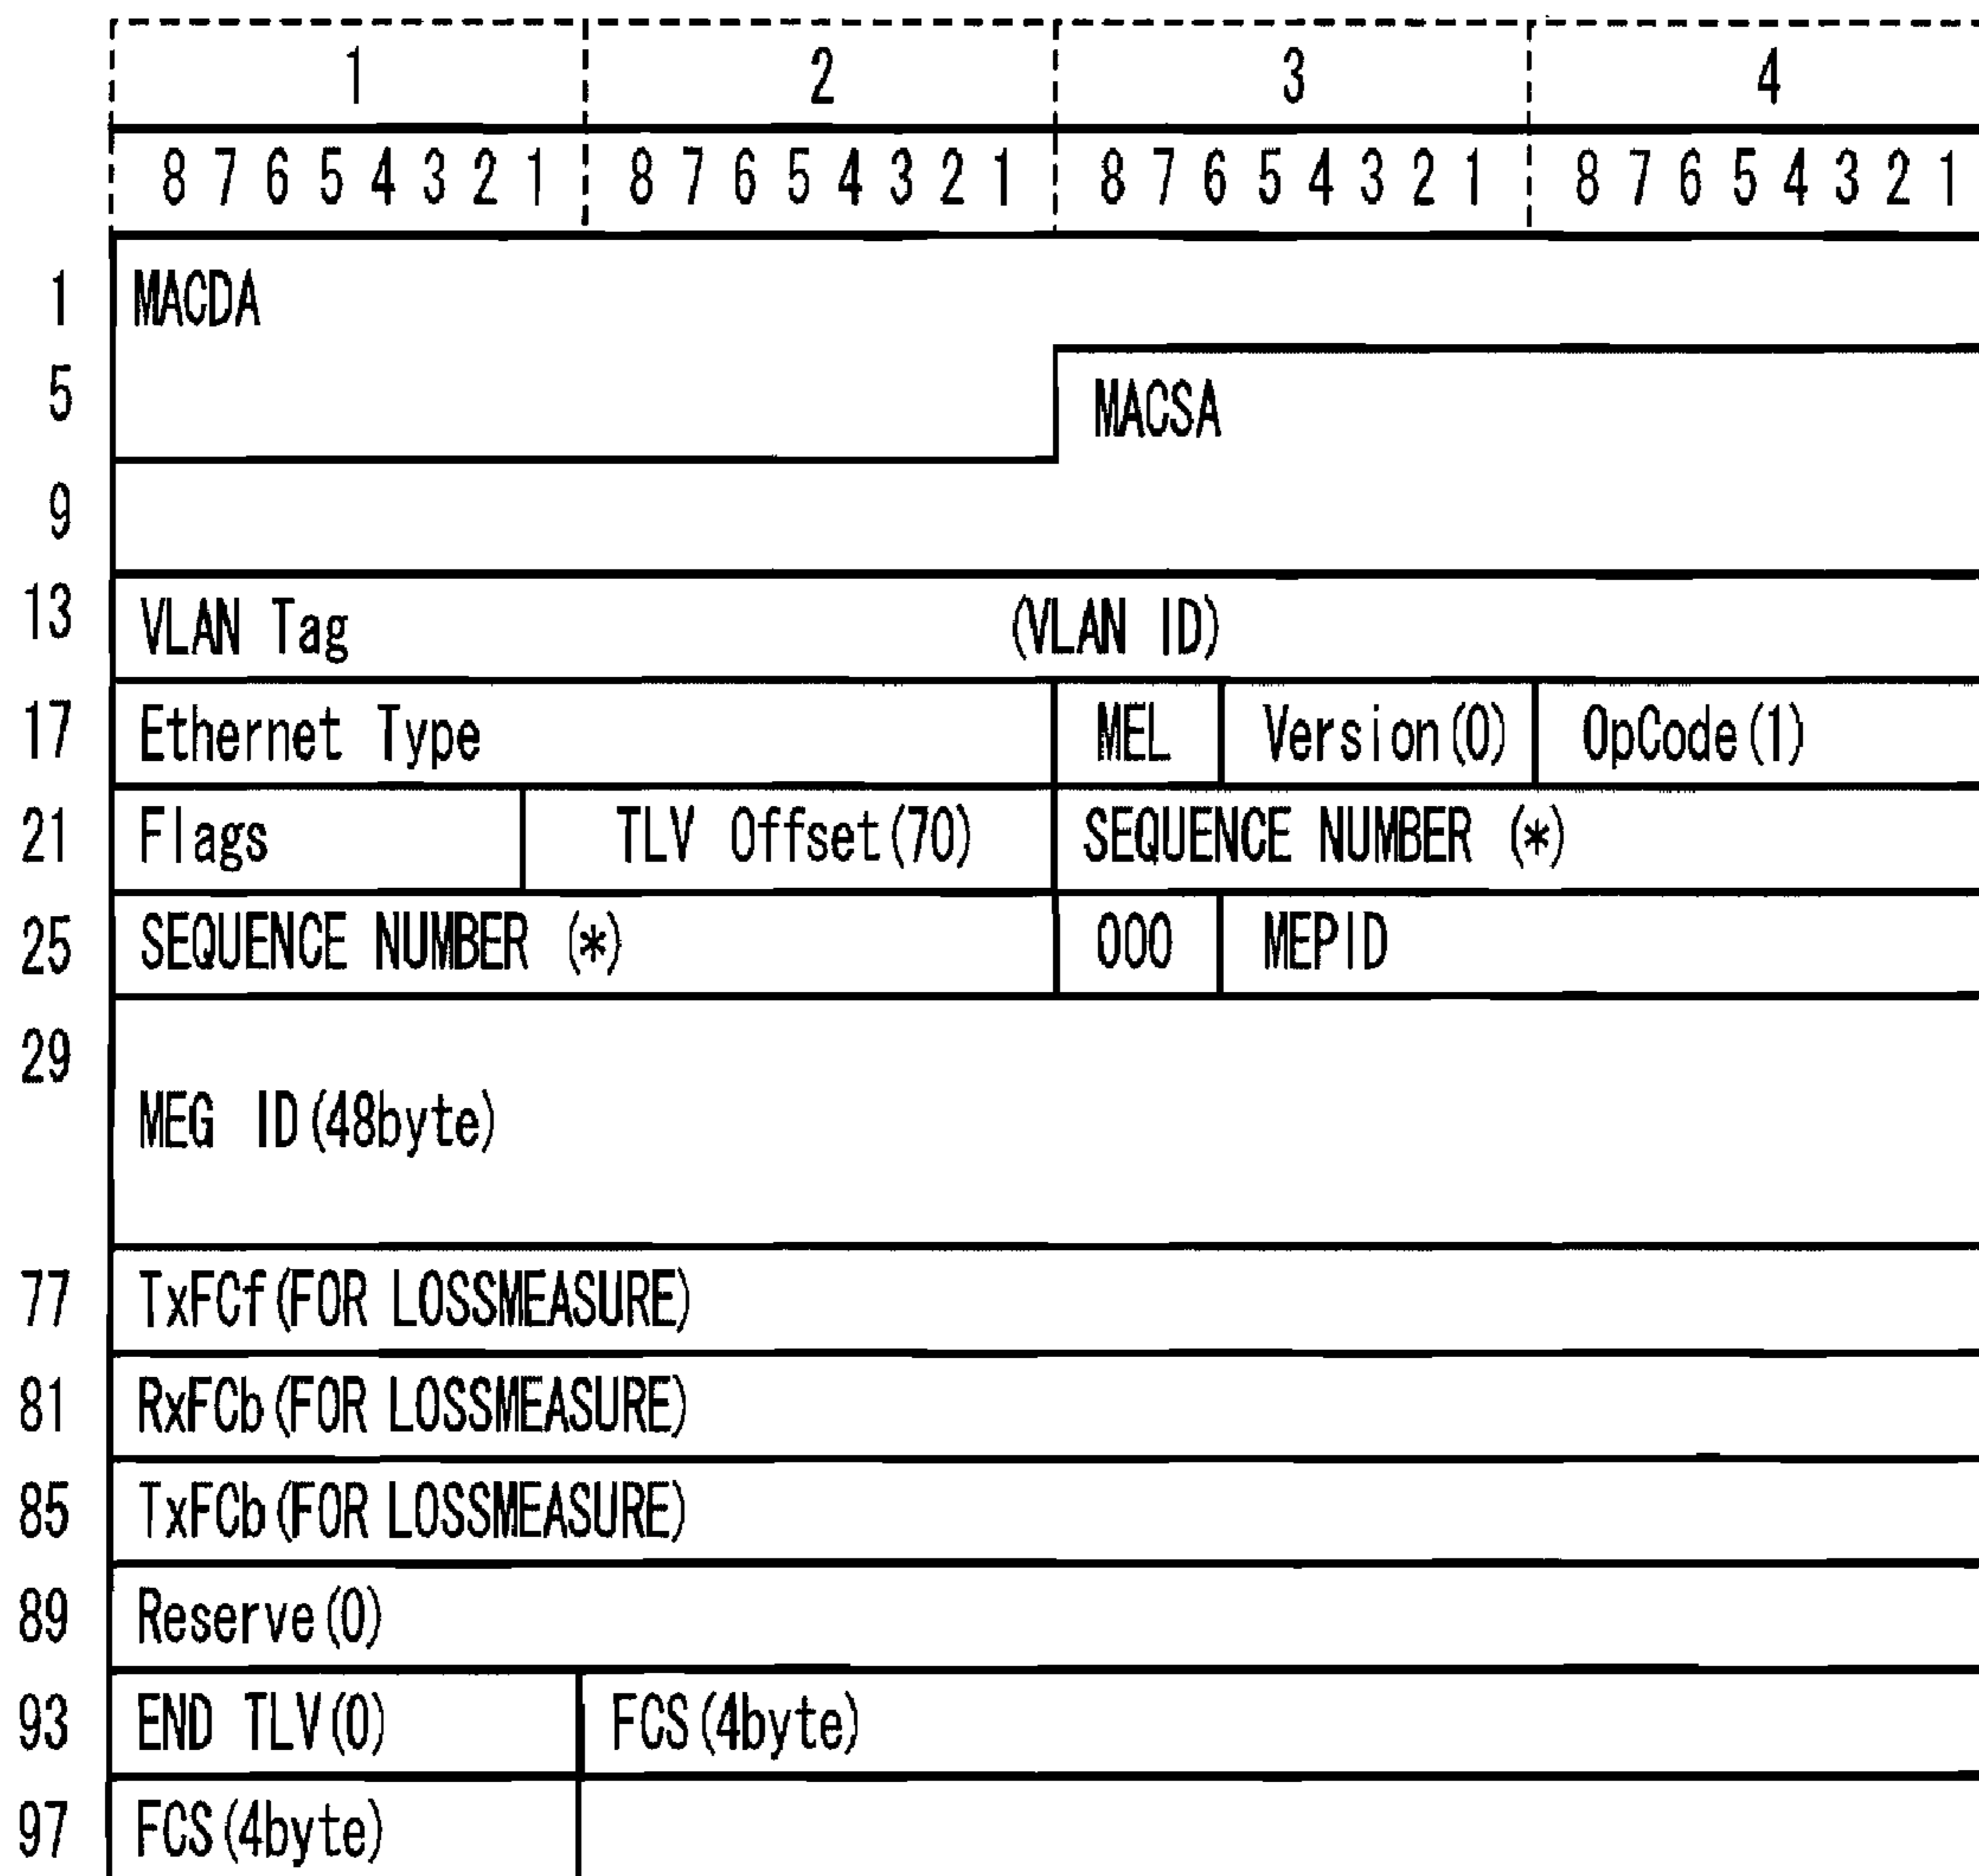 1 2 3 4
8 7 6 5 4 3 2 1 8 7 6 5 4 3 2 1 8 7 6 5 4 3 2 1 8 7 6 5 4 3 2 1
1 MACDA
5 MACSA
9
13 VLAN Tag (VLAN ID)
17 Ethernet Type MEL Version(0) OpCode(1)
21 Flags TLV Offset(70) SEQUENCE NUMBER (*)
25 SEQUENCE NUMBER (*) 000 MEPID
29
MEG ID(48byte)
77 TxFCf(FOR LOSSMEASURE)
81 RxFCb(FOR LOSSMEASURE)
85 TxFCb(FOR LOSSMEASURE)
89 Reserve(0)
93 END TLV(0) FCS(4byte)
97 FCS(4byte)